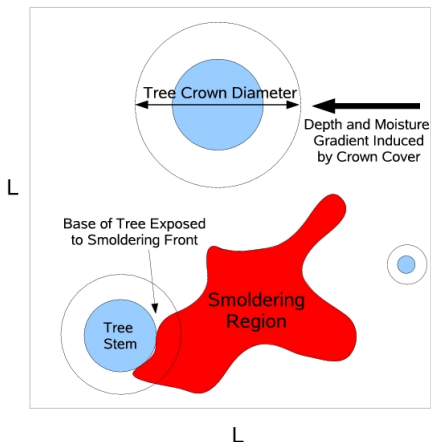 Tree Crown Diameter
Depth and Moisture
Gradient Induced
by Crown Cover
L
Base of Tree Exposed
to Smoldering Front
Smoldering
Region
Tree
Stem
L